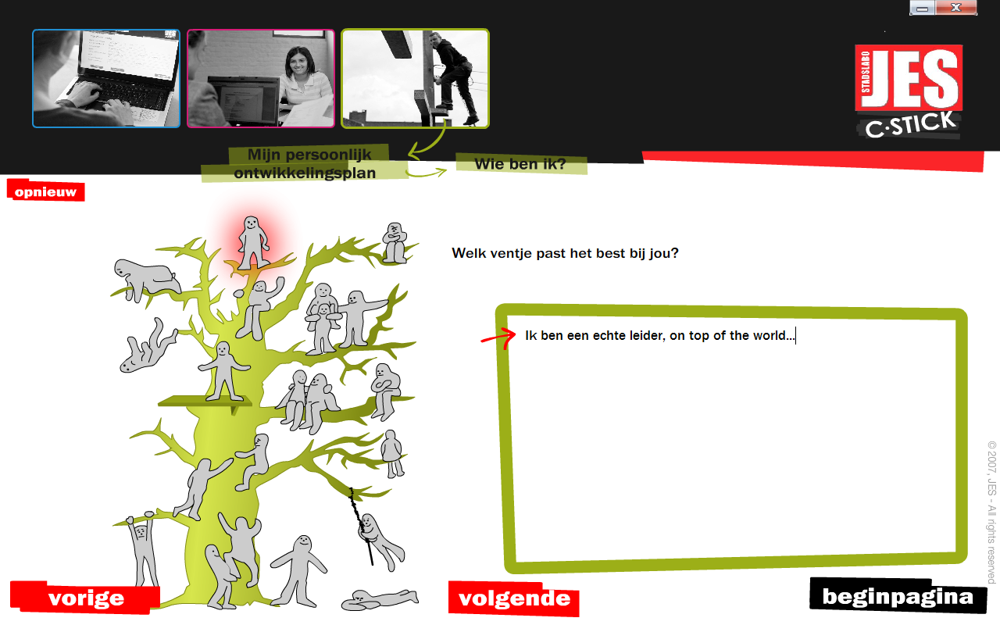 STADSLABO
JES
C·STICK
Mijn persoonlijk
ontwikkelingsplan
Wie ben ik?
opnieuw
Welk ventje past het best bij jou?
Ik ben een echte leider, on top of the world...
© 2007, JES - All rights reserved
vorige
volgende
beginpagina